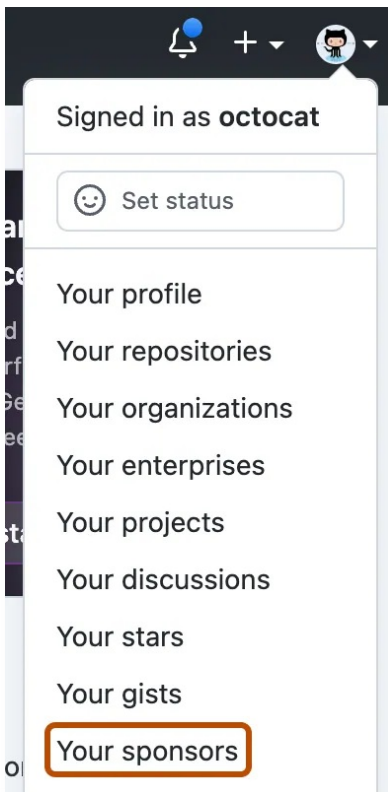 Signed in as octocat
Set status
Your profile
Your repositories
Your organizations
Your enterprises
Your projects
Your discussions
Your stars
Your gists
Your sponsors